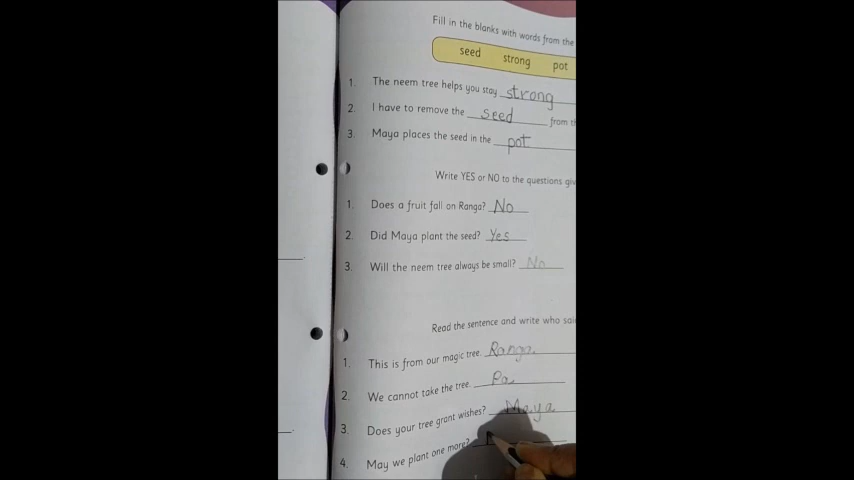 Fill in the blanks with words from the
seed strong pot
1. The neem tree helps you stay strong
2. I have to remove the seed from th
3. Maya places the seed in the pot
Write YES or NO to the questions giv
1. Does a fruit fall on Ranga? No
2. Did Maya plant the seed? Yes
3. Will the neem tree always be small? No
Read the sentence and write who sai
1. This is from our magic tree. Ranga
2. We cannot take the tree. Pa
3. Does your tree grant wishes? Maya
4. May we plant one more?